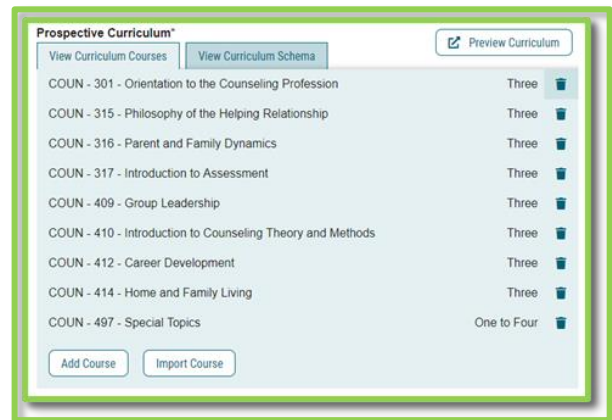 Prospective Curriculum*
Preview Curriculum
View Curriculum Courses View Curriculum Schema
COUN - 301 - Orientation to the Counseling Profession Three
COUN - 315 - Philosophy of the Helping Relationship Three
COUN - 316 - Parent and Family Dynamics Three
COUN - 317 - Introduction to Assessment Three
COUN - 409 - Group Leadership Three
COUN - 410 - Introduction to Counseling Theory and Methods Three
COUN - 412 - Career Development Three
COUN - 414 - Home and Family Living Three
COUN - 497 - Special Topics One to Four
Add Course Import Course